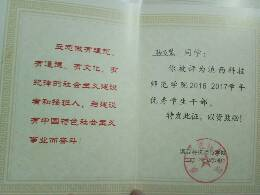 立志做有理想、
有道德、有文化、有
纪律的社会主义建设
者和接班人，为建设
有中国特色社会主义
事业而奋斗！
同学：
你被评为滇西科技
师范学院2016-2017学年
优秀学生干部。
特发此证，以资鼓励！